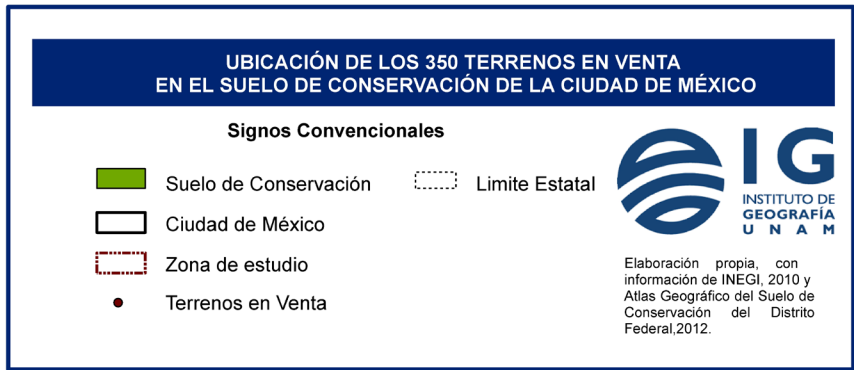 UBICACIÓN DE LOS 350 TERRENOS EN VENTA
EN EL SUELO DE CONSERVACIÓN DE LA CIUDAD DE MÉXICO
Signos Convencionales
Suelo de Conservación
Limite Estatal
Ciudad de México
Zona de estudio
Terrenos en Venta
IG
INSTITUTO DE
GEOGRAFÍA
UNAM
Elaboración propia, con
información de INEGI, 2010 y
Atlas Geográfico del Suelo de
Conservación del Distrito
Federal,2012.